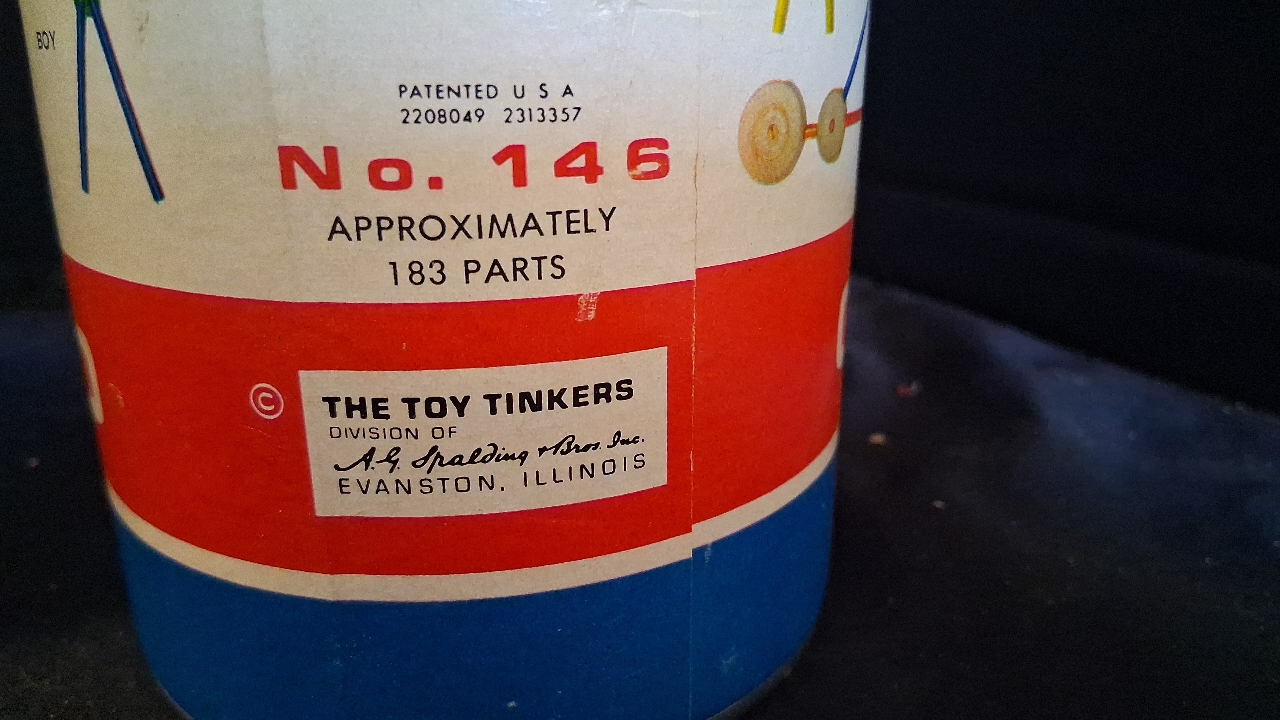 BOY
PATENTED U S A
2208049 2313357
No. 146
APPROXIMATELY
183 PARTS
©
THE TOY TINKERS
DIVISION OF
A.G. Spalding & Bros. Inc.
EVANSTON, ILLINOIS